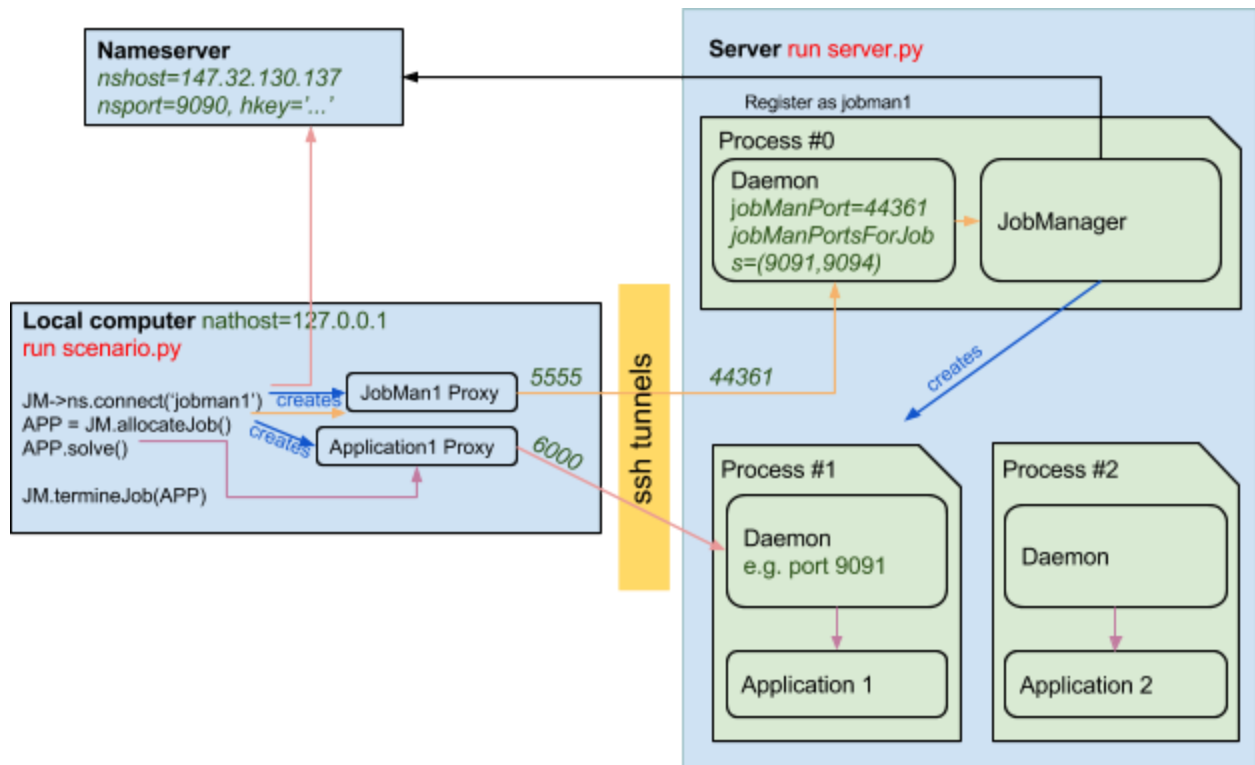 Nameserver
nshost=147.32.130.137
nsport=9090, hkey='...'
Server run server.py
Register as jobman1
Process #0
Daemon
jobManPort=44361
jobManPortsForJob
s=(9091,9094)
JobManager
Local computer nathost=127.0.0.1
run scenario.py
JM->ns.connect('jobman1')
APP = JM.allocateJob()
APP.solve()
JM.termineJob(APP)
creates
JobMan1 Proxy
creates
Application1 Proxy
5555
6000
ssh tunnels
44361
creates
Process #1
Daemon
e.g. port 9091
Application 1
Process #2
Daemon
Application 2